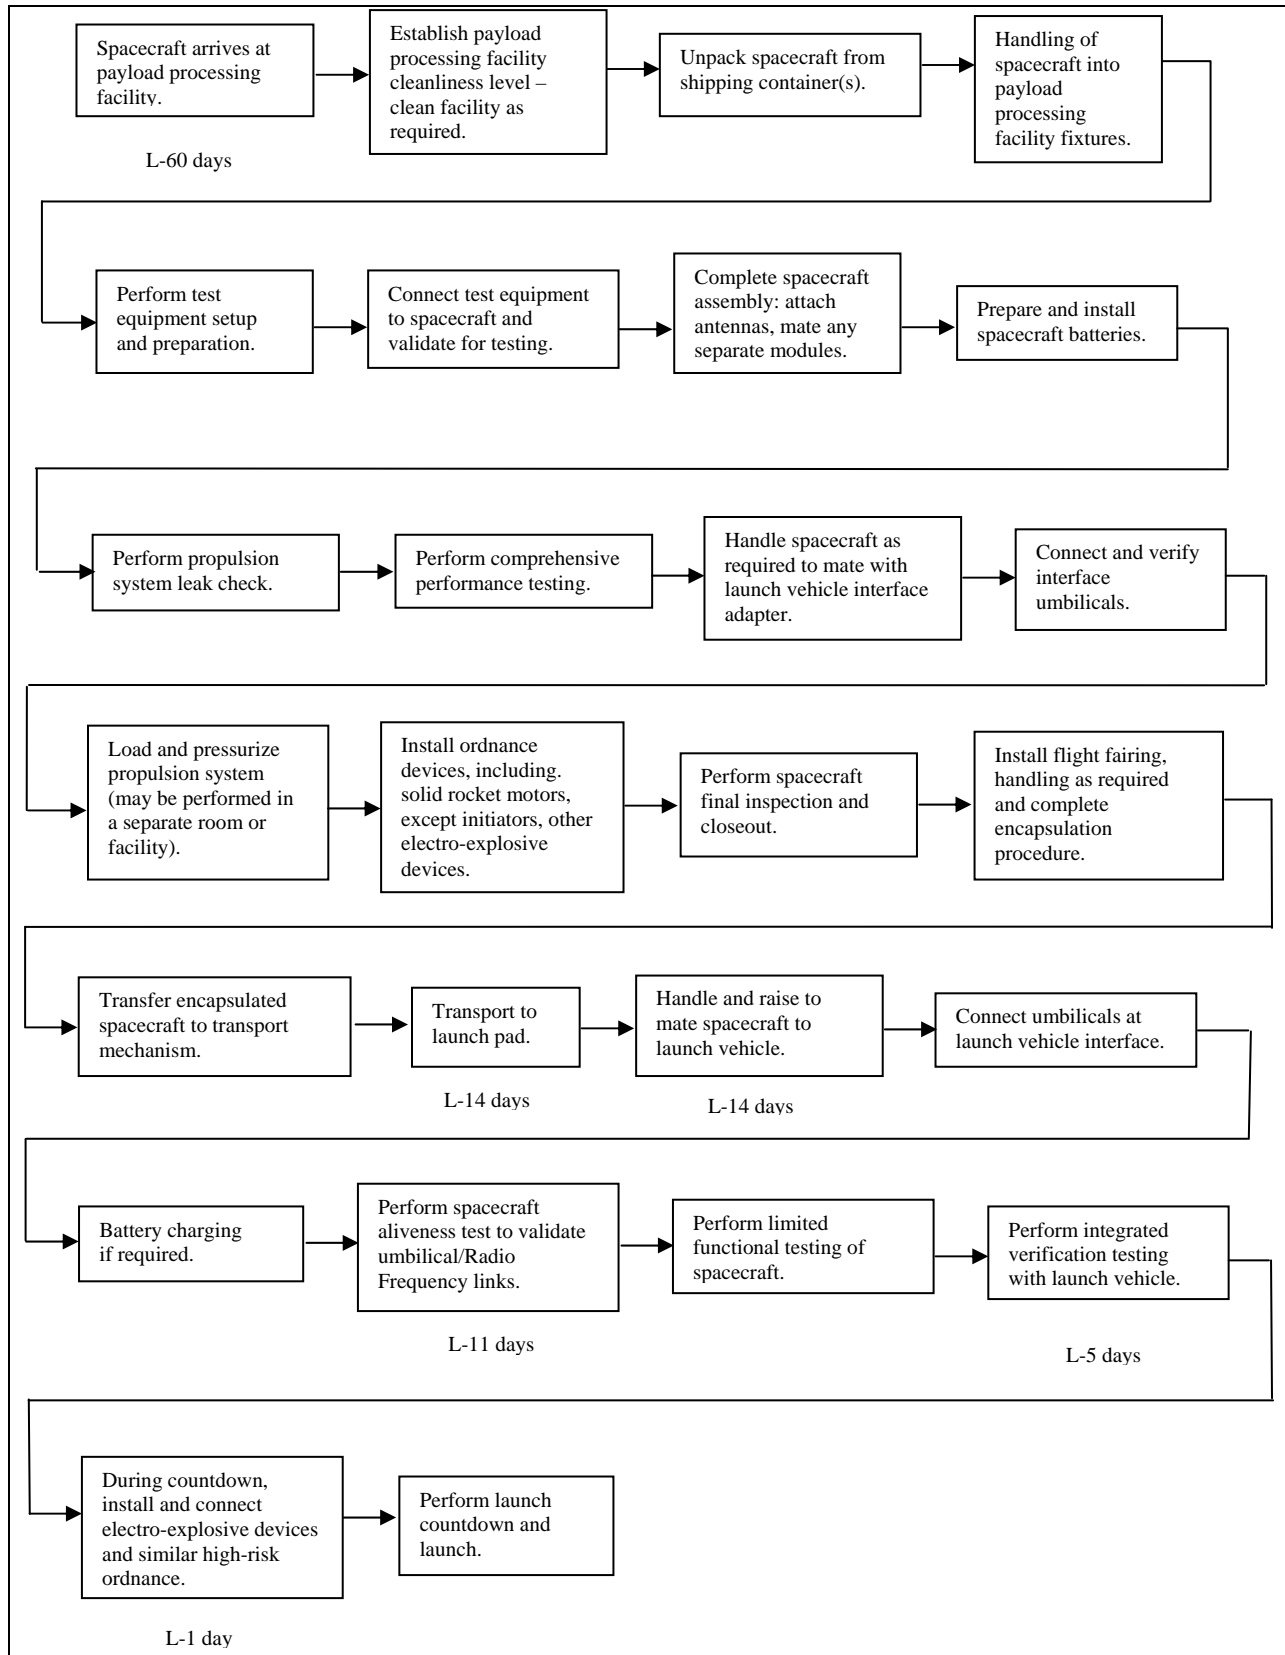 Spacecraft arrives at
payload processing
facility.
L-60 days
Establish payload
processing facility
cleanliness level –
clean facility as
required.
Unpack spacecraft from
shipping container(s).
Handling of
spacecraft into
payload
processing
facility fixtures.
Perform test
equipment setup
and preparation.
Connect test equipment
to spacecraft and
validate for testing.
Complete spacecraft
assembly: attach
antennas, mate any
separate modules.
Prepare and install
spacecraft batteries.
Perform propulsion
system leak check.
Perform comprehensive
performance testing.
Handle spacecraft as
required to mate with
launch vehicle interface
adapter.
Connect and verify
interface
umbilicals.
Load and pressurize
propulsion system
(may be performed in
a separate room or
facility).
Install ordnance
devices, including.
solid rocket motors,
except initiators, other
electro-explosive
devices.
Perform spacecraft
final inspection and
closeout.
Install flight fairing,
handling as required
and complete
encapsulation
procedure.
Transfer encapsulated
spacecraft to transport
mechanism.
Transport to
launch pad.
L-14 days
Handle and raise to
mate spacecraft to
launch vehicle.
L-14 days
Connect umbilicals at
launch vehicle interface.
Battery charging
if required.
Perform spacecraft
aliveness test to validate
umbilical/Radio
Frequency links.
L-11 days
Perform limited
functional testing of
spacecraft.
Perform integrated
verification testing
with launch vehicle.
L-5 days
During countdown,
install and connect
electro-explosive devices
and similar high-risk
ordnance.
L-1 day
Perform launch
countdown and
launch.